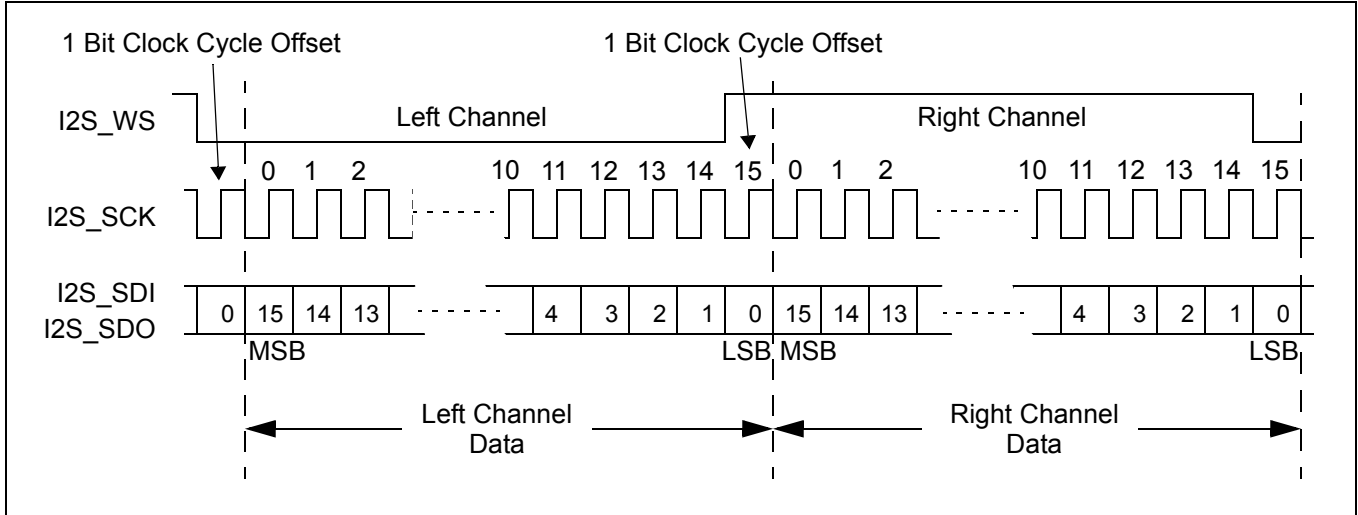 1 Bit Clock Cycle Offset 1 Bit Clock Cycle Offset
I2S_WS Left Channel Right Channel
0 1 2 10 11 12 13 14 15 0 1 2 10 11 12 13 14 15
I2S_SCK
I2S_SDI
0 15 14 13 4 3 2 1 0 15 14 13 4 3 2 1 0
I2S_SDO
MSB LSB MSB LSB
Left Channel Right Channel
Data Data